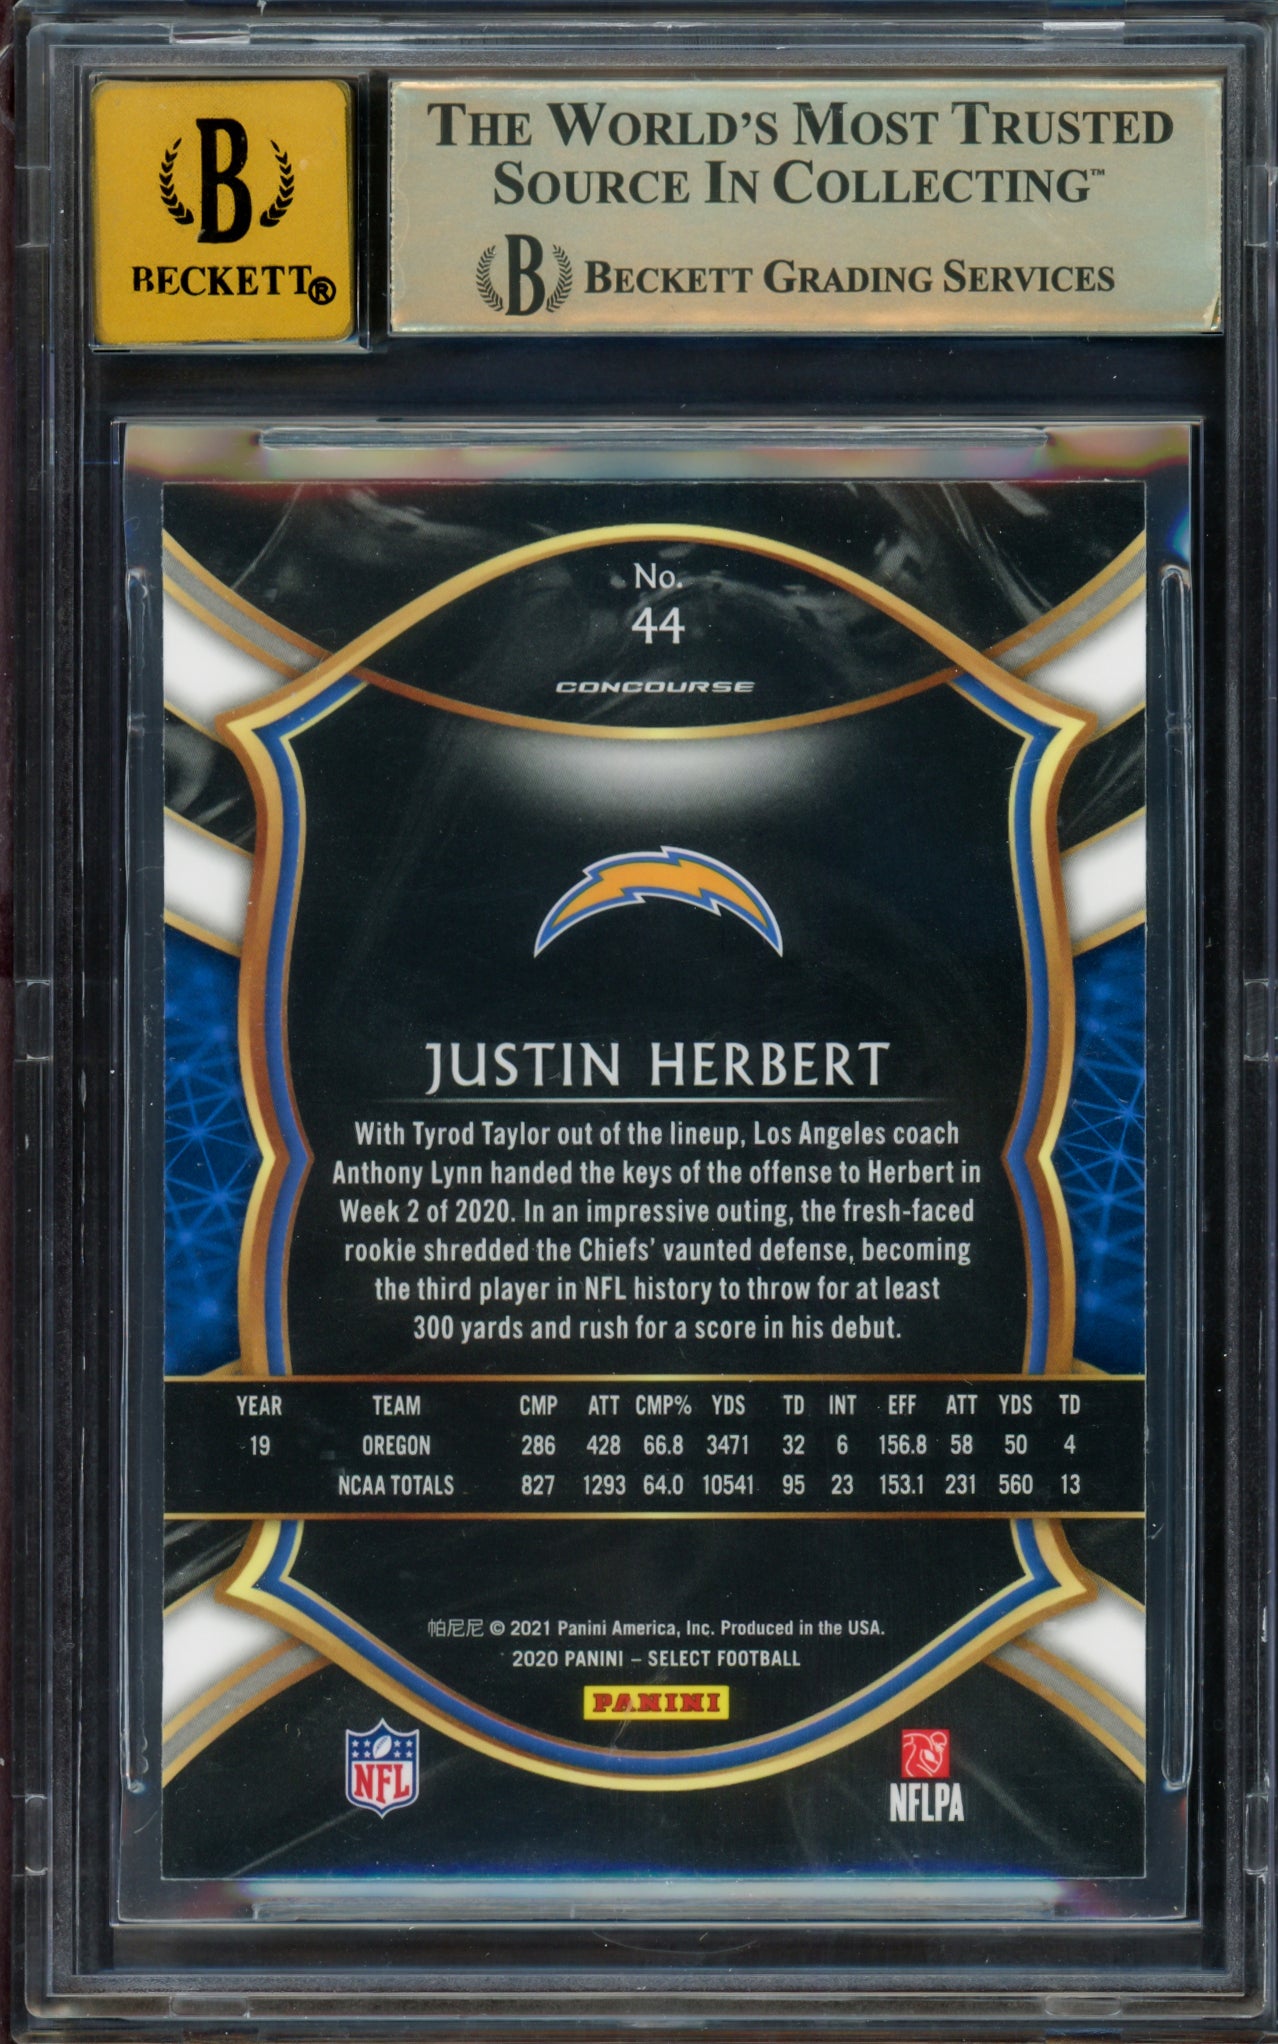 B
BECKETT®
THE WORLD'S MOST TRUSTED
SOURCE IN COLLECTING™
B BECKETT GRADING SERVICES
No.
44
CONCOURSE
JUSTIN HERBERT
With Tyrod Taylor out of the lineup, Los Angeles coach
Anthony Lynn handed the keys of the offense to Herbert in
Week 2 of 2020. In an impressive outing, the fresh-faced
rookie shredded the Chiefs' vaunted defense, becoming
the third player in NFL history to throw for at least
300 yards and rush for a score in his debut.
YEAR TEAM CMP ATT CMP% YDS TD INT EFF ATT YDS TD
19 OREGON 286 428 66.8 3471 32 6 156.8 58 50 4
NCAA TOTALS 827 1293 64.0 10541 95 23 153.1 231 560 13
帕尼尼 © 2021 Panini America, Inc. Produced in the USA.
2020 PANINI – SELECT FOOTBALL
PANINI
NFL
NFLPA